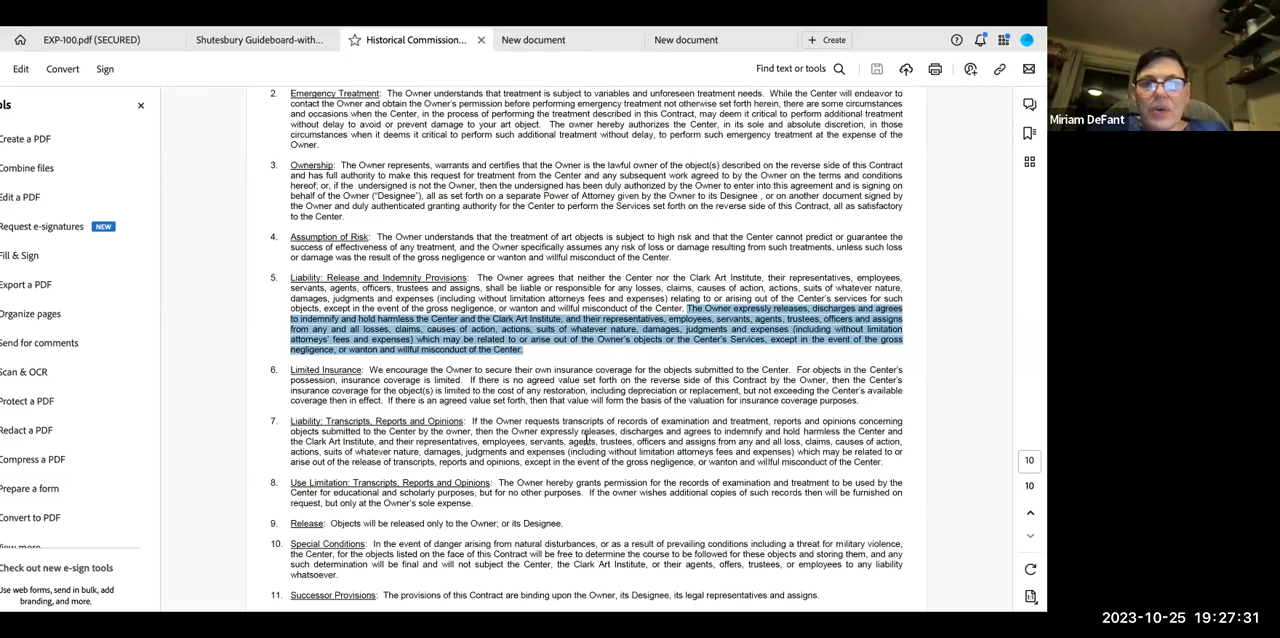 EXP-100.pdf (SECURED)
Shutesbury Guideboard-with...
Historical Commission...
New document
New document
Create
Edit
Convert
Sign
Find text or tools
ols
Create a PDF
Combine files
Edit a PDF
Request e-signatures NEW
Fill & Sign
Export a PDF
Organize pages
Send for comments
Scan & OCR
Protect a PDF
Redact a PDF
Compress a PDF
Prepare a form
Convert to PDF
View more
Check out new e-sign tools
Use web forms, send in bulk, add
branding, and more.
2. Emergency Treatment: The Owner understands that treatment is subject to variables and unforeseen treatment needs. While the Center will endeavor to
contact the Owner and obtain the Owner's permission before performing emergency treatment not otherwise set forth herein, there are some circumstances
and occasions when the Center, in the process of performing the treatment described in this Contract, may deem it critical to perform additional treatment
without delay to avoid or prevent damage to your art object. The owner hereby authorizes the Center, in its sole and absolute discretion, in those
circumstances when it deems it critical to perform such additional treatment without delay, to perform such emergency treatment at the expense of the
Owner.
3. Ownership: The Owner represents, warrants and certifies that the Owner is the lawful owner of the object(s) described on the reverse side of this Contract
and has full authority to make this request for treatment from the Center and any subsequent work agreed to by the Owner on the terms and conditions
hereof; or, if the undersigned is not the Owner, then the undersigned has been duly authorized by the Owner to enter into this agreement and is signing on
behalf of the Owner ("Designee"), all as set forth on a separate Power of Attorney given by the Owner to its Designee , or on another document signed by
the Owner and duly authenticated granting authority for the Center to perform the Services set forth on the reverse side of this Contract, all as satisfactory
to the Center.
4. Assumption of Risk: The Owner understands that the treatment of art objects is subject to high risk and that the Center cannot predict or guarantee the
success of effectiveness of any treatment, and the Owner specifically assumes any risk of loss or damage resulting from such treatments, unless such loss
or damage was the result of the gross negligence or wanton and willful misconduct of the Center.
5. Liability: Release and Indemnity Provisions: The Owner agrees that neither the Center nor the Clark Art Institute, their representatives, employees,
servants, agents, officers, trustees and assigns, shall be liable or responsible for any losses, claims, causes of action, actions, suits of whatever nature,
damages, judgments and expenses (including without limitation attorneys fees and expenses) relating to or arising out of the Center's services for such
objects, except in the event of the gross negligence, or wanton and willful misconduct of the Center. The Owner expressly releases, discharges and agrees
to indemnify and hold harmless the Center and the Clark Art Institute, and their representatives, employees, servants, agents, trustees, officers and assigns
from any and all losses, claims, causes of action, actions, suits of whatever nature, damages, judgments and expenses (including without limitation
attorneys' fees and expenses) which may be related to or arise out of the Owner's objects or the Center's Services, except in the event of the gross
negligence, or wanton and willful misconduct of the Center.
6. Limited Insurance: We encourage the Owner to secure their own insurance coverage for the objects submitted to the Center. For objects in the Center's
possession, insurance coverage is limited. If there is no agreed value set forth on the reverse side of this Contract by the Owner, then the Center's
insurance coverage for the object(s) is limited to the cost of any restoration, including depreciation or replacement, but not exceeding the Center's available
coverage then in effect. If there is an agreed value set forth, then that value will form the basis of the valuation for insurance coverage purposes.
7. Liability: Transcripts, Reports and Opinions: If the Owner requests transcripts of records of examination and treatment, reports and opinions concerning
objects submitted to the Center by the owner, then the Owner expressly releases, discharges and agrees to indemnify and hold harmless the Center and
the Clark Art Institute, and their representatives, employees, servants, agents, trustees, officers and assigns from any and all loss, claims, causes of action,
actions, suits of whatever nature, damages, judgments and expenses (including without limitation attorneys fees and expenses) which may be related to or
arise out of the release of transcripts, reports and opinions, except in the event of the gross negligence, or wanton and willful misconduct of the Center.
8. Use Limitation: Transcripts, Reports and Opinions: The Owner hereby grants permission for the records of examination and treatment to be used by the
Center for educational and scholarly purposes, but for no other purposes. If the owner wishes additional copies of such records then will be furnished on
request, but only at the Owner's sole expense.
9. Release: Objects will be released only to the Owner; or its Designee.
10. Special Conditions: In the event of danger arising from natural disturbances, or as a result of prevailing conditions including a threat for military violence,
the Center, for the objects listed on the face of this Contract will be free to determine the course to be followed for these objects and storing them, and any
such determination will be final and will not subject the Center, the Clark Art Institute, or their agents, offers, trustees, or employees to any liability
whatsoever.
11. Successor Provisions: The provisions of this Contract are binding upon the Owner, its Designee, its legal representatives and assigns.
10
10
Miriam DeFant
2023-10-25 19:27:31